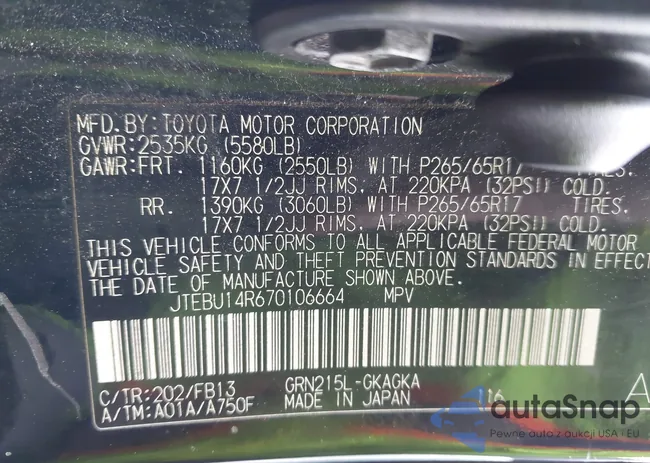 MFD. BY: TOYOTA MOTOR CORPORATION
GVWR: 2535KG (5580LB)
GAWR: FRT. 1160KG (2550LB) WITH P265/65R17 TIRES.
17X7 1/2JJ RIMS. AT 220KPA (32PSI) COLD.
RR. 1390KG (3060LB) WITH P265/65R17 TIRES.
17X7 1/2JJ RIMS. AT 220KPA (32PSI) COLD.
THIS VEHICLE CONFORMS TO ALL APPLICABLE FEDERAL MOTOR
VEHICLE SAFETY AND THEFT PREVENTION STANDARDS IN EFFECT
THE DATE OF MANUFACTURE SHOWN ABOVE.
JTEBU14R670106664 MPV
C/TR: 202/FB13 GRN215L-GKAGKA
A/TM: A01A/A750F MADE IN JAPAN 116 A
autoSnap
Pewne auto z aukcji USA i EU